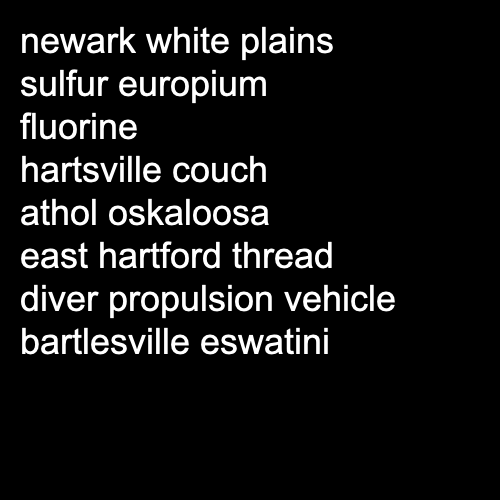 newark white plains
sulfur europium
fluorine
hartsville couch
athol oskaloosa
east hartford thread
diver propulsion vehicle
bartlesville eswatini